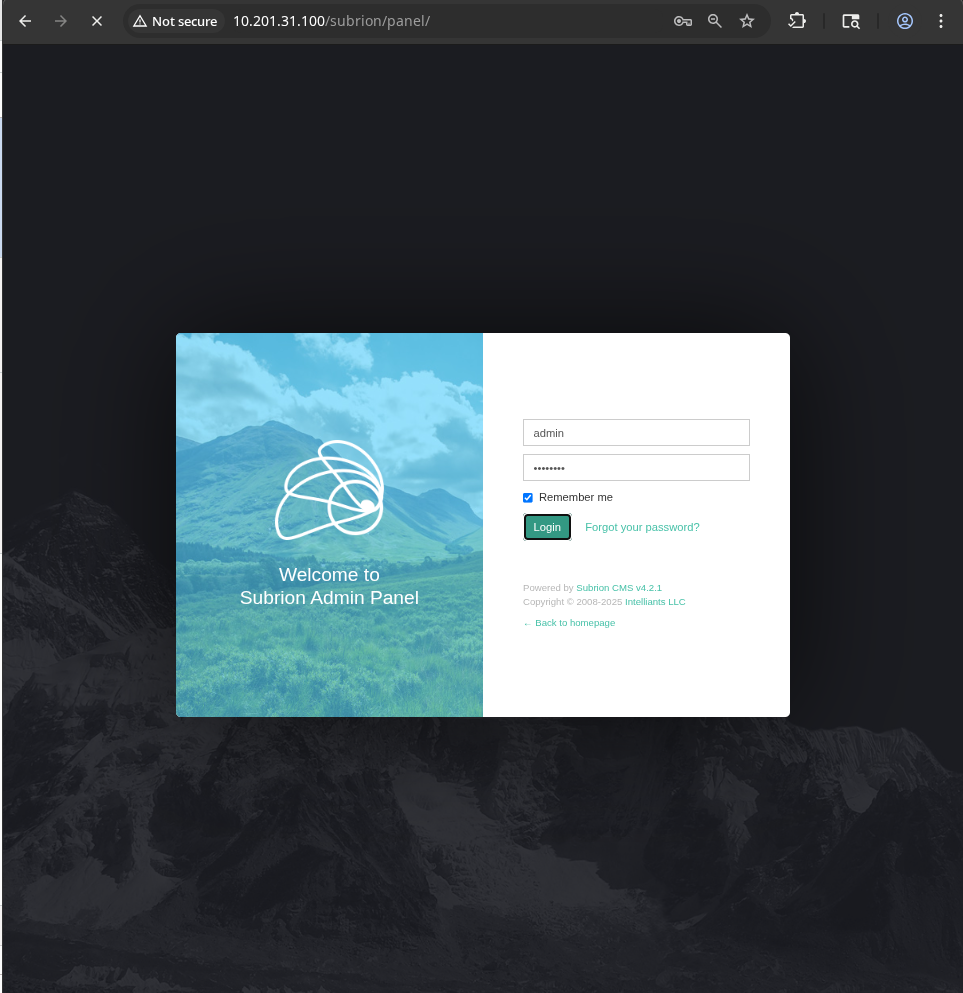 Not secure 10.201.31.100/subrion/panel/
Welcome to
Subrion Admin Panel
admin
••••••••
Remember me
Login Forgot your password?
Powered by Subrion CMS v4.2.1
Copyright © 2008-2025 Intelliants LLC
← Back to homepage